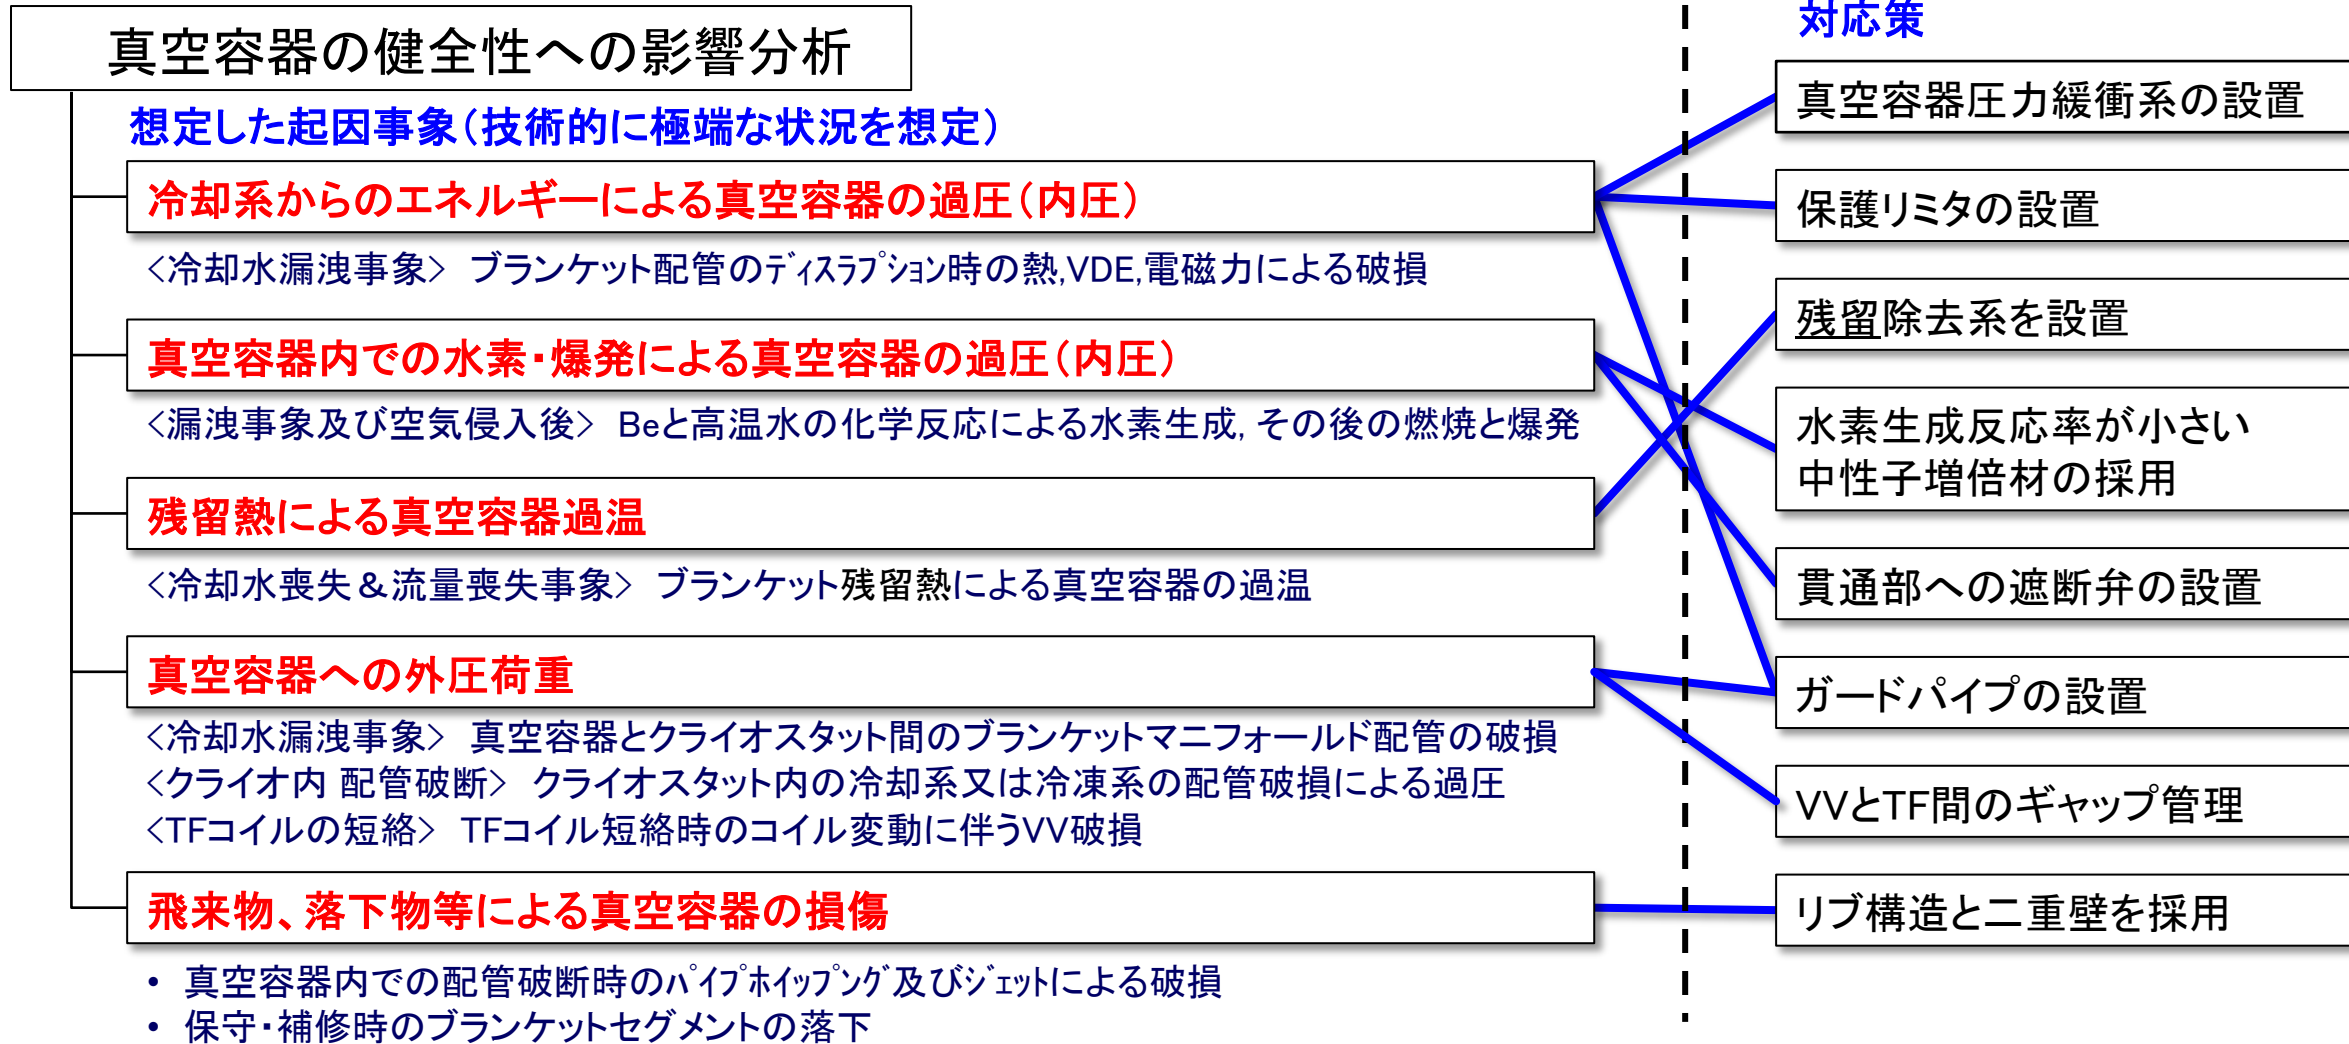 真空容器の健全性への影響分析
想定した起因事象（技術的に極端な状況を想定）
冷却系からのエネルギーによる真空容器の過圧（内圧）
＜冷却水漏洩事象＞ ブランケット配管のﾃﾞｨｽﾗﾌﾟｼｮﾝ時の熱,VDE,電磁力による破損
真空容器内での水素・爆発による真空容器の過圧（内圧）
＜漏洩事象及び空気侵入後＞ Beと高温水の化学反応による水素生成, その後の燃焼と爆発
残留熱による真空容器過温
＜冷却水喪失＆流量喪失事象＞ ブランケット残留熱による真空容器の過温
真空容器への外圧荷重
＜冷却水漏洩事象＞ 真空容器とクライオスタット間のブランケットマニフォールド配管の破損
＜クライオ内 配管破断＞ クライオスタット内の冷却系又は冷凍系の配管破損による過圧
＜TFコイルの短絡＞ TFコイル短絡時のコイル変動に伴うVV破損
飛来物、落下物等による真空容器の損傷
• 真空容器内での配管破断時のﾊﾟｲﾌﾟﾎｲｯﾌﾟﾝｸﾞ及びｼﾞｪｯﾄによる破損
• 保守・補修時のブランケットセグメントの落下
対応策
真空容器圧力緩衝系の設置
保護リミタの設置
残留除去系を設置
水素生成反応率が小さい
中性子増倍材の採用
貫通部への遮断弁の設置
ガードパイプの設置
VVとTF間のギャップ管理
リブ構造と二重壁を採用